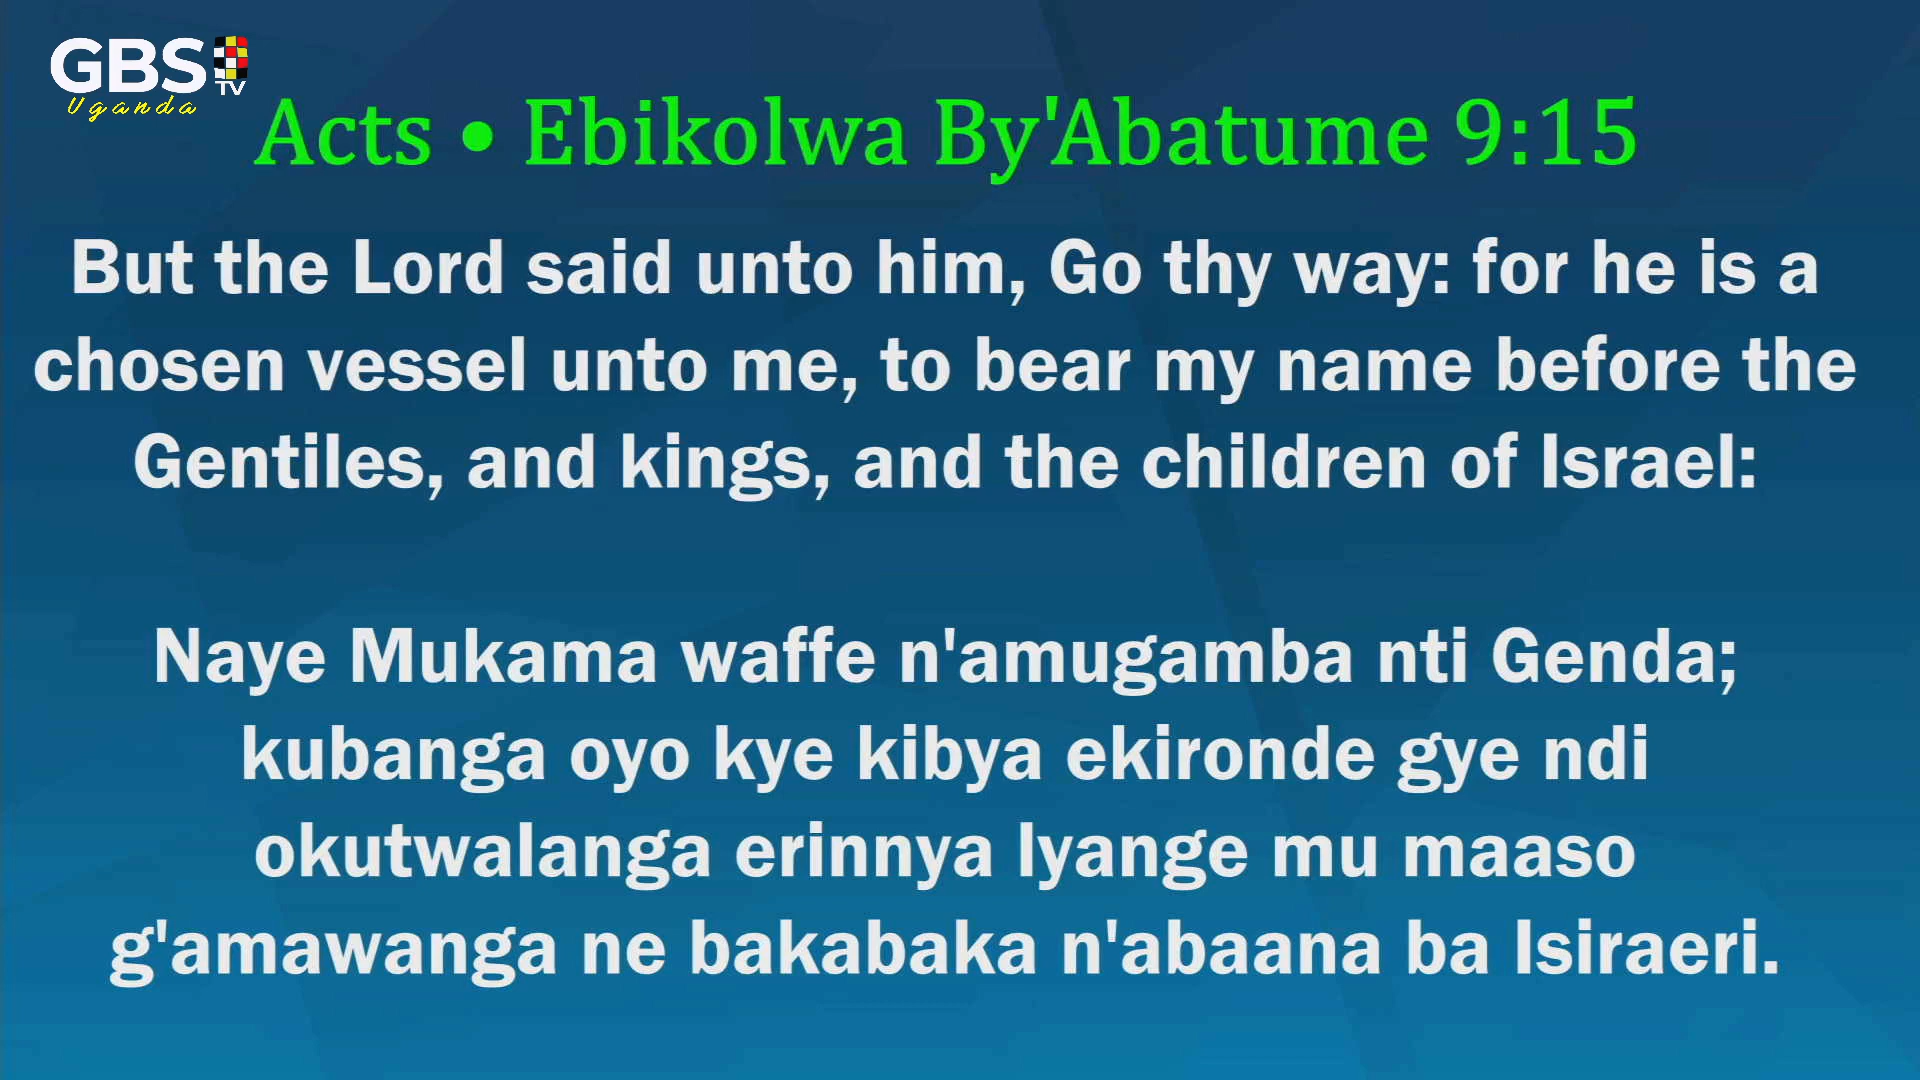 GBS
TV
Uganda
Acts • Ebikolwa By'Abatume 9:15
But the Lord said unto him, Go thy way: for he is a
chosen vessel unto me, to bear my name before the
Gentiles, and kings, and the children of Israel:
Naye Mukama waffe n'amugamba nti Genda;
kubanga oyo kye kibya ekironde gye ndi
okutwalanga erinnya lyange mu maaso
g'amawanga ne bakabaka n'abaana ba Isiraeri.